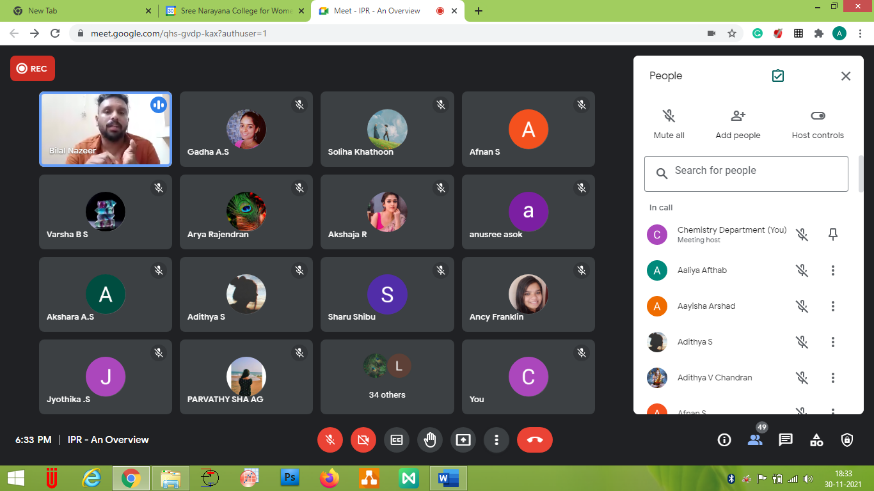 New Tab
Sree Narayana College for Wom
Meet - IPR - An Overview
meet.google.com/qhs-gvdp-kax?authuser=1
A
REC
People
Mute all
Add people
Host controls
Search for people
In call
C
Chemistry Department (You)
Meeting host
A
Aaliya Afthab
A
Aayisha Arshad
Adithya S
Adithya V Chandran
Afnan S
Bilal Nazeer
Gadha A.S
Soliha Khathoon
A
Afnan S
Varsha B S
Arya Rajendran
Akshaja R
a
anusree asok
A
Akshara A.S
Adithya S
S
Sharu Shibu
Ancy Franklin
J
Jyothika .S
PARVATHY SHA AG
L
34 others
C
You
6:33 PM | IPR - An Overview
CC
49
Ps
W
18:33
30-11-2021